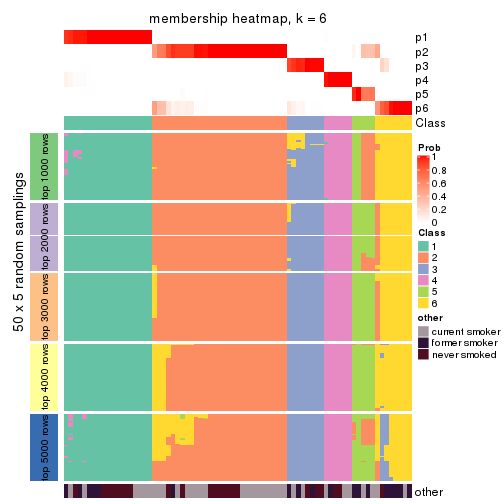 membership heatmap, k = 6
p1
p2
p3
p4
p5
p6
Class
50 x 5 random samplings
top 1000 rows
top 2000 rows
top 3000 rows
top 4000 rows
top 5000 rows
other
Prob
1
0.8
0.6
0.4
0.2
0
Class
1
2
3
4
5
6
other
current smoker
former smoker
never smoked